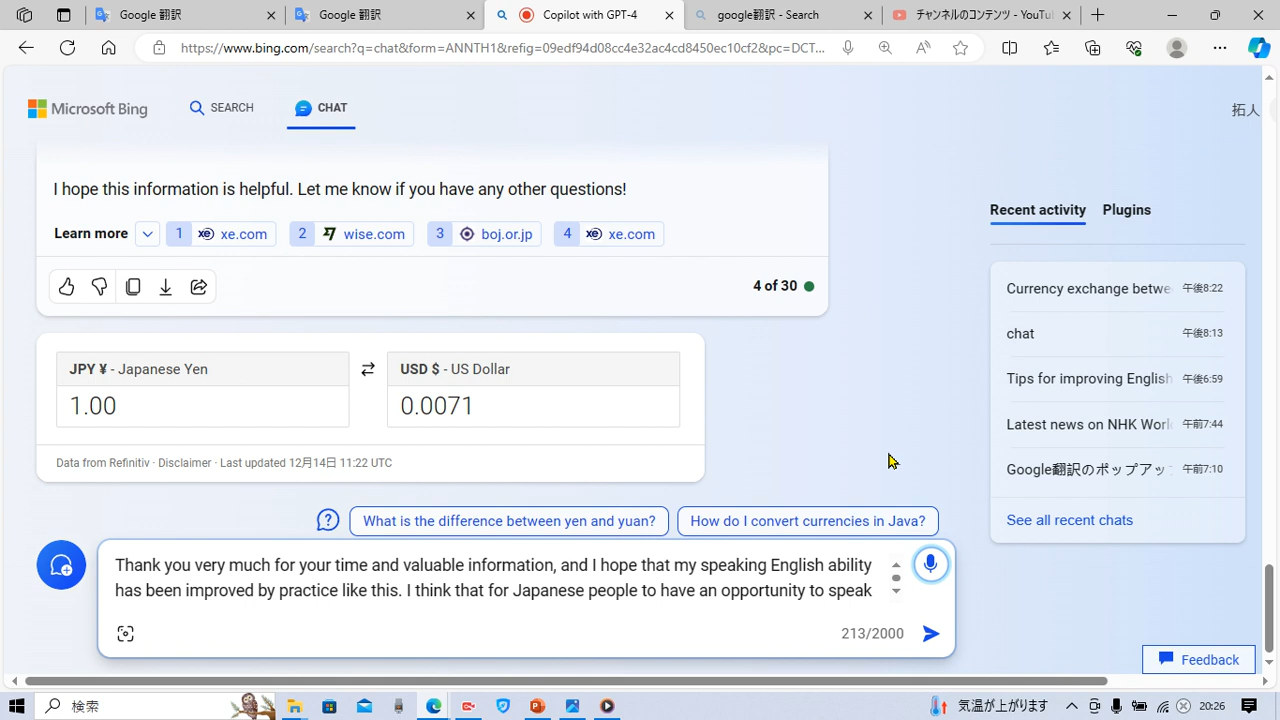 Google 翻訳
Google 翻訳
Copilot with GPT-4
google翻訳 - Search
チャンネルのコンテンツ - YouTu
https://www.bing.com/search?q=chat&form=ANNTH1&refig=09edf94d08cc4e32ac4cd8450ec10cf2&pc=DCT...
Microsoft Bing
SEARCH
CHAT
拓人
I hope this information is helpful. Let me know if you have any other questions!
Learn more
1 xe.com
2 wise.com
3 boj.or.jp
4 xe.com
4 of 30
Recent activity
Plugins
Currency exchange betwe
午後8:22
chat
午後8:13
Tips for improving English
午後6:59
Latest news on NHK Worl
午前7:44
Google翻訳のポップアップ
午前7:10
See all recent chats
JPY ¥ - Japanese Yen
USD $ - US Dollar
1.00
0.0071
Data from Refinitiv · Disclaimer · Last updated 12月14日 11:22 UTC
What is the difference between yen and yuan?
How do I convert currencies in Java?
Thank you very much for your time and valuable information, and I hope that my speaking English ability
has been improved by practice like this. I think that for Japanese people to have an opportunity to speak
213/2000
Feedback
検索
気温が上がります
20:26